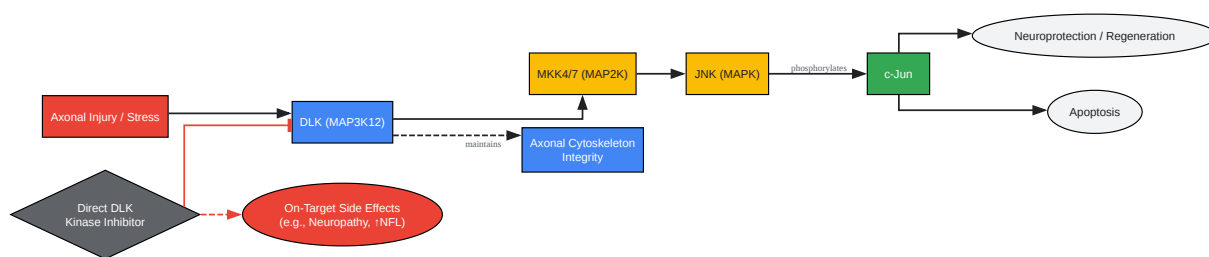 Neuroprotection / Regeneration
MKK4/7 (MAP2K)
JNK (MAPK)
phosphorylates
c-Jun
Axonal Injury / Stress
DLK (MAP3K12)
Apoptosis
maintains
Axonal Cytoskeleton
Integrity
Direct DLK
Kinase Inhibitor
On-Target Side Effects
(e.g., Neuropathy, ↑NFL)